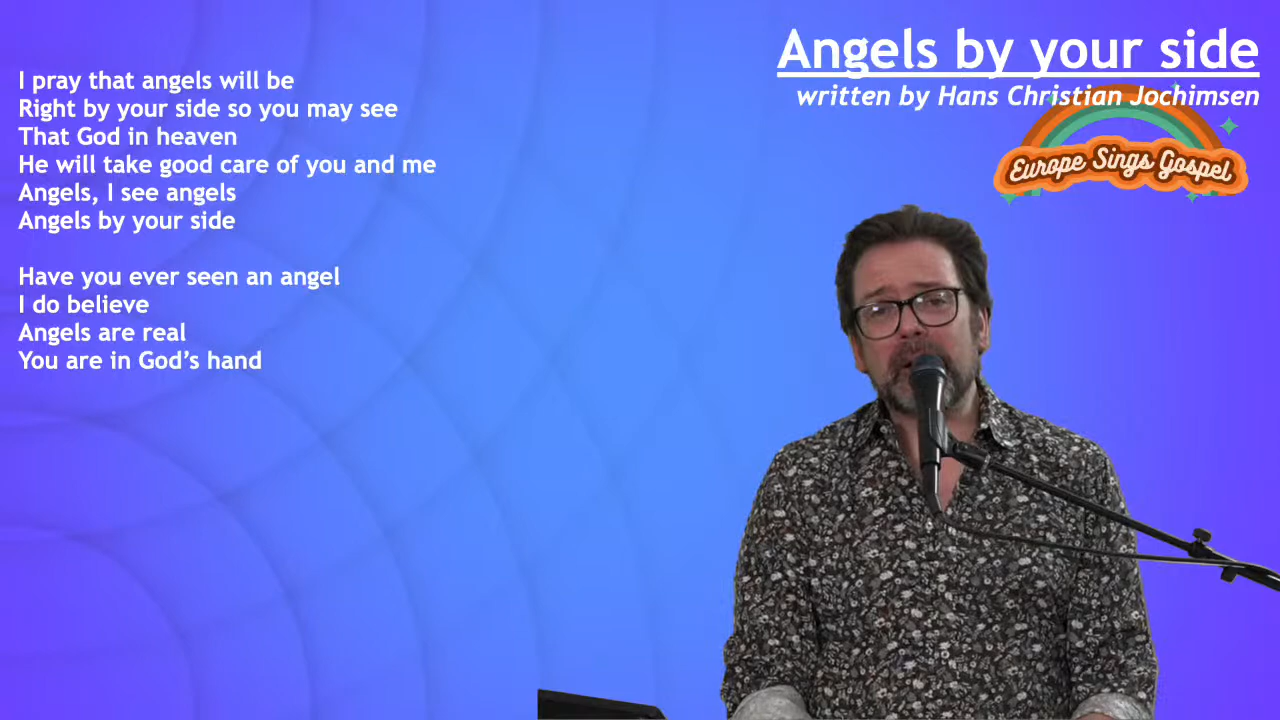 Angels by your side
written by Hans Christian Jochimsen
Europe Sings Gospel
I pray that angels will be
Right by your side so you may see
That God in heaven
He will take good care of you and me
Angels, I see angels
Angels by your side
Have you ever seen an angel
I do believe
Angels are real
You are in God’s hand